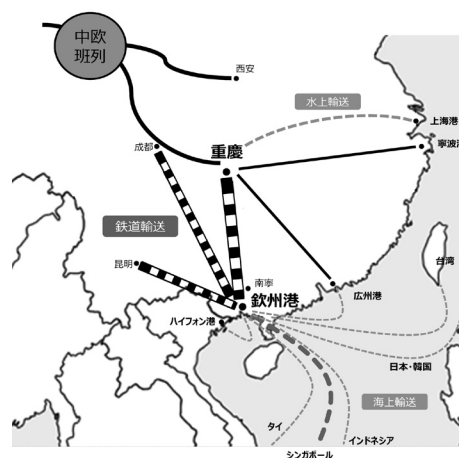 中欧
班列
西安
水上輸送
上海港
寧波港
成都
重慶
鉄道輸送
昆明
台湾
南寧
欽州港
広州港
ハイフォン港
日本・韓国
海上輸送
タイ
インドネシア
シンガポール